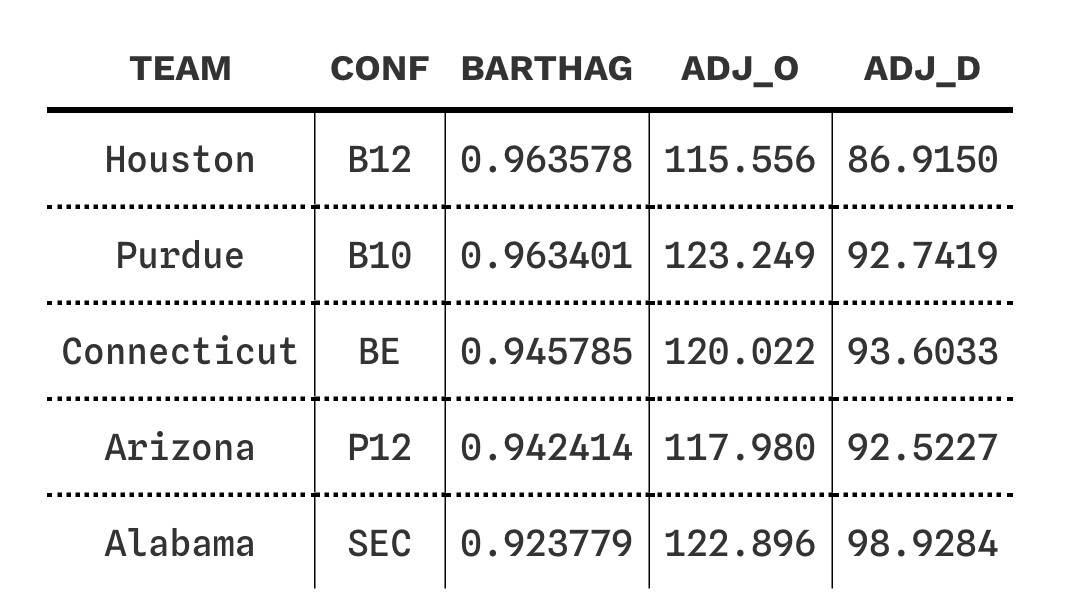 TEAM CONF BARTHAG ADJ_O ADJ_D
Houston B12 0.963578 115.556 86.9150
Purdue B10 0.963401 123.249 92.7419
Connecticut BE 0.945785 120.022 93.6033
Arizona P12 0.942414 117.980 92.5227
Alabama SEC 0.923779 122.896 98.9284